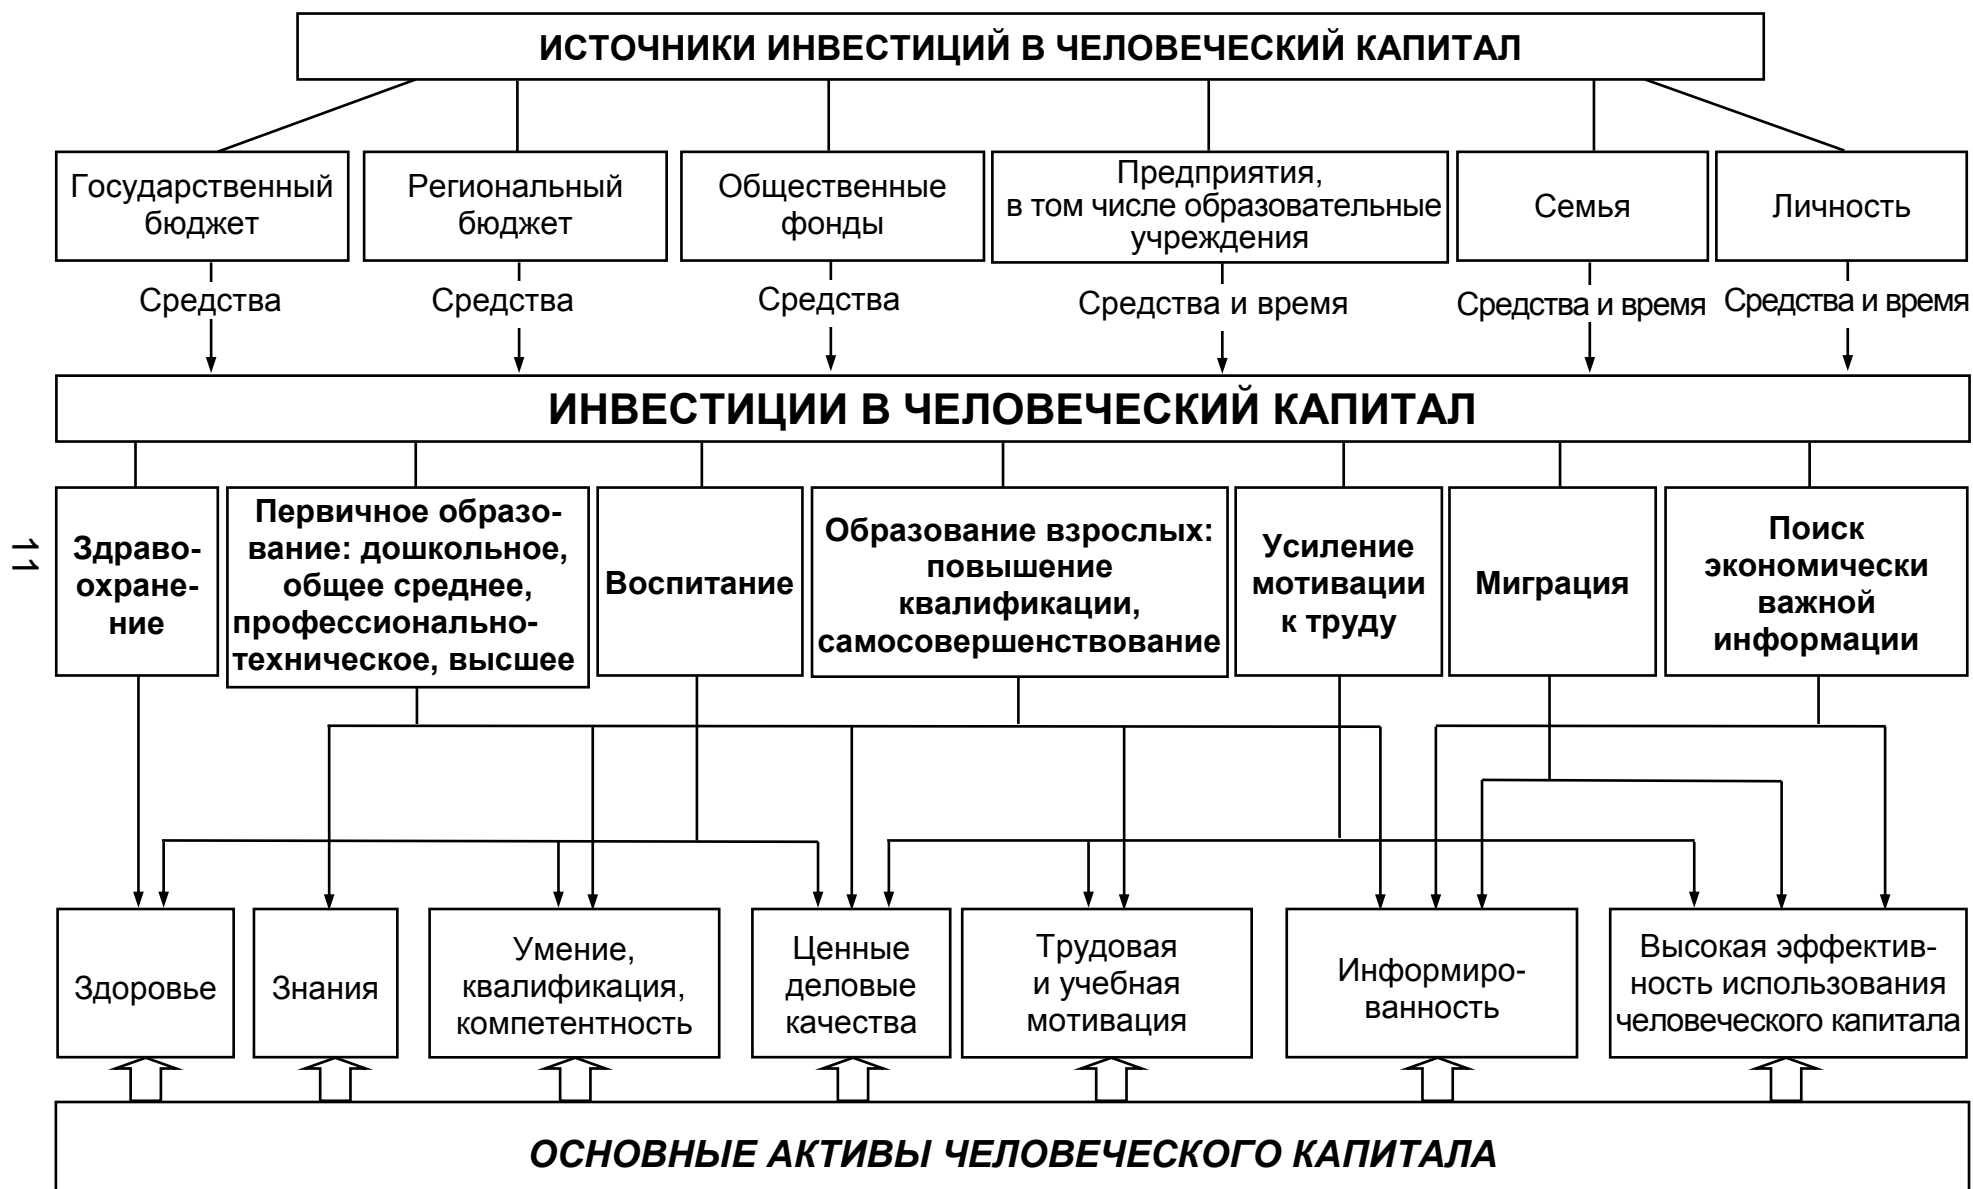 ИСТОЧНИКИ ИНВЕСТИЦИЙ В ЧЕЛОВЕЧЕСКИЙ КАПИТАЛ
Государственный
бюджет
Региональный
бюджет
Общественные
фонды
Предприятия,
в том числе образовательные
учреждения
Семья
Личность
Средства
Средства
Средства
Средства и время
Средства и время
Средства и время
ИНВЕСТИЦИИ В ЧЕЛОВЕЧЕСКИЙ КАПИТАЛ
Здраво-
охране-
ние
Первичное образо-
вание: дошкольное,
общее среднее,
профессионально-
техническое, высшее
Воспитание
Образование взрослых:
повышение
квалификации,
самосовершенствование
Усиление
мотивации
к труду
Миграция
Поиск
экономически
важной
информации
11
Здоровье
Знания
Умение,
квалификация,
компетентность
Ценные
деловые
качества
Трудовая
и учебная
мотивация
Информиро-
ванность
Высокая эффектив-
ность использования
человеческого капитала
ОСНОВНЫЕ АКТИВЫ ЧЕЛОВЕЧЕСКОГО КАПИТАЛА